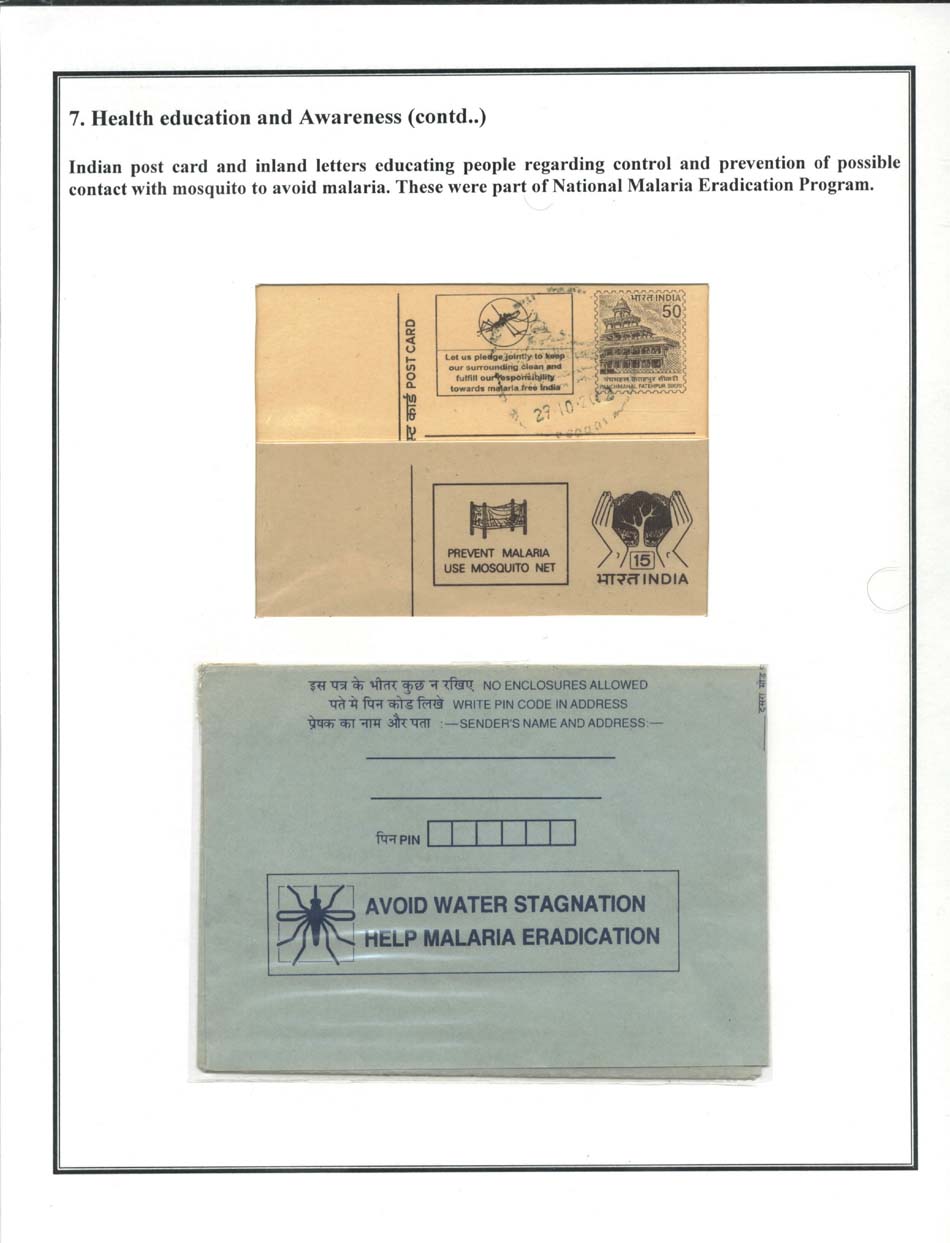 7. Health education and Awareness (contd..)
Indian post card and inland letters educating people regarding control and prevention of possible
contact with mosquito to avoid malaria. These were part of National Malaria Eradication Program.
कार्ड POST CARD
Let us pledge jointly to keep
our surrounding clean and
fulfill our responsibility
towards malaria free India
भारत INDIA
50
पंचमहल फतहपुर सीकरी
PANCHMAHAL FATEHPUR SIKRI
29.10.
PREVENT MALARIA
USE MOSQUITO NET
15
भारत INDIA
इस पत्र के भीतर कुछ न रखिए NO ENCLOSURES ALLOWED
पते मे पिन कोड लिखे WRITE PIN CODE IN ADDRESS
प्रेषक का नाम और पता :—SENDER'S NAME AND ADDRESS:—
दूसरा मोड़
पिन PIN
AVOID WATER STAGNATION
HELP MALARIA ERADICATION